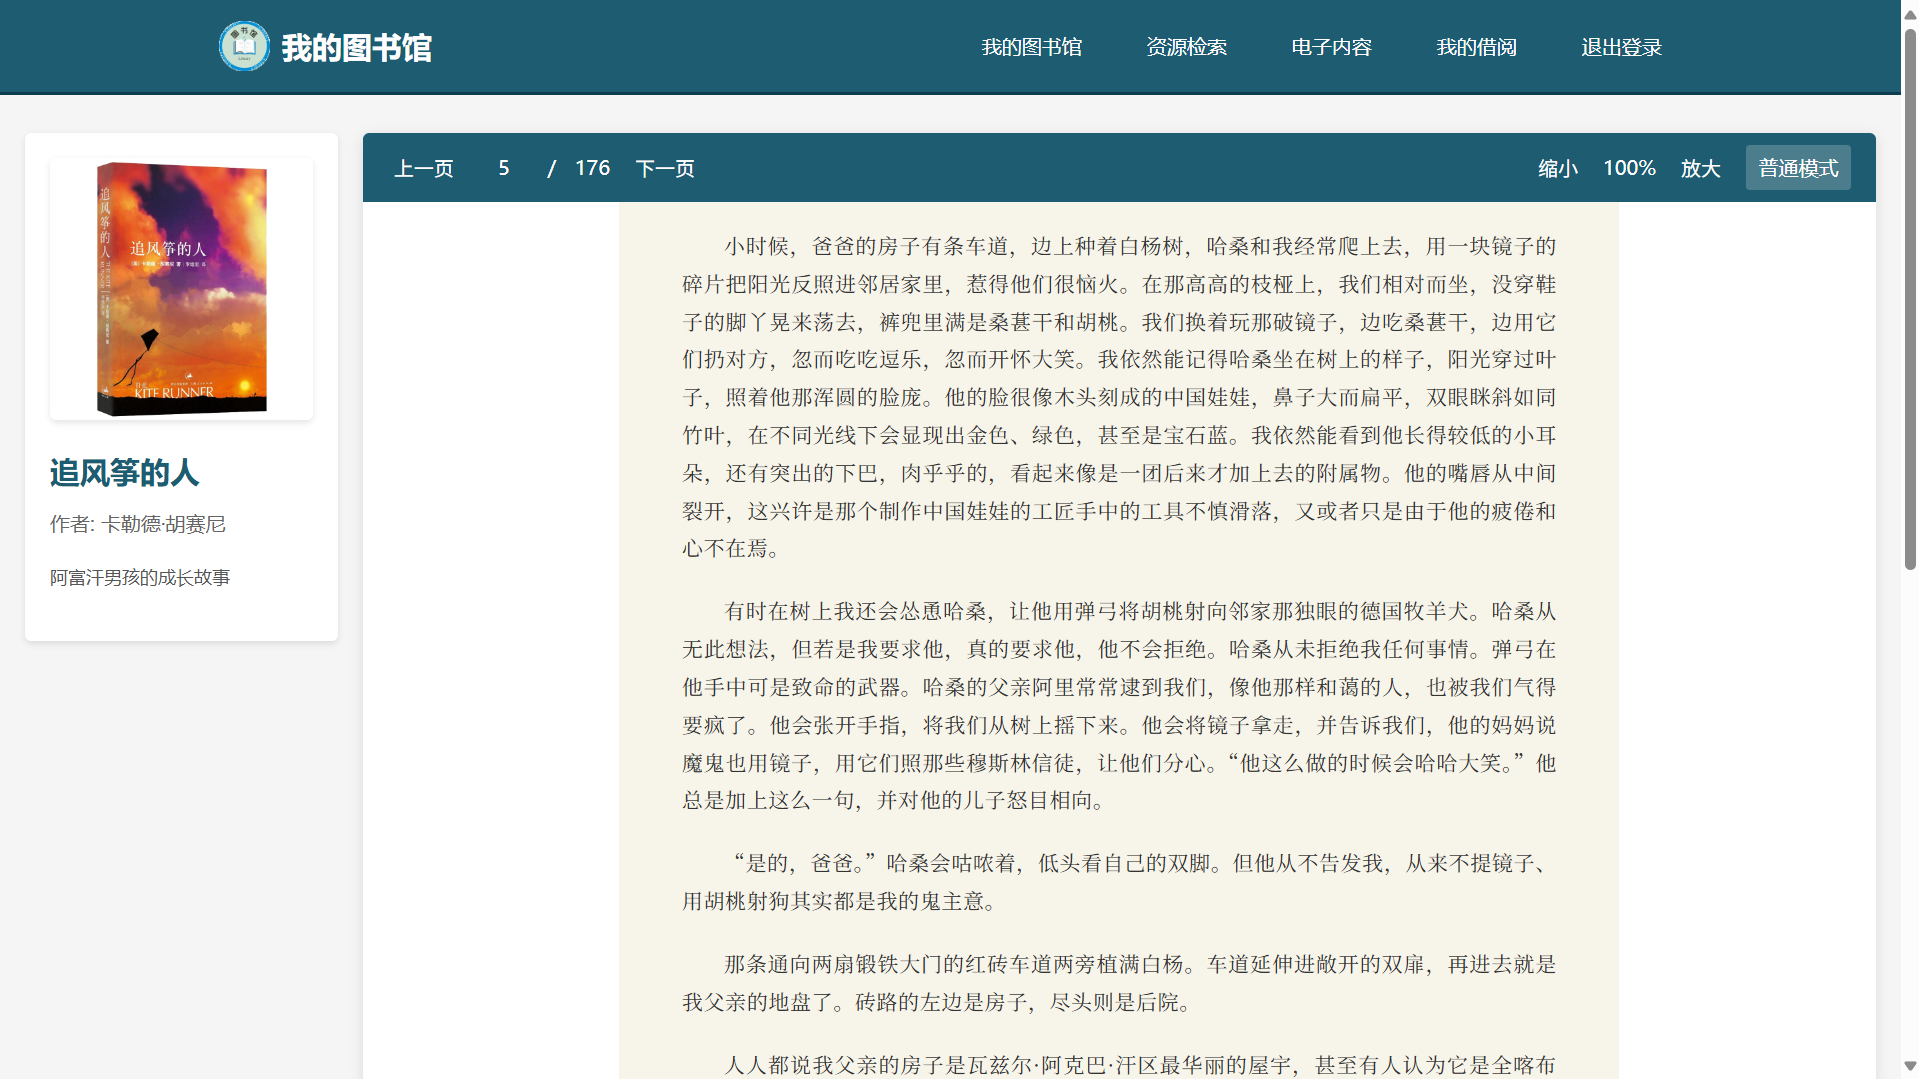 我的图书馆
我的图书馆
资源检索
电子内容
我的借阅
退出登录
图书馆
追风筝的人
追风筝的人
THE
KITE RUNNER
追风筝的人
作者: 卡勒德·胡赛尼
阿富汗男孩的成长故事
上一页 5 / 176 下一页
缩小 100% 放大 普通模式
小时候，爸爸的房子有条车道，边上种着白杨树，哈桑和我经常爬上去，用一块镜子的
碎片把阳光反照进邻居家里，惹得他们很恼火。在那高高的枝桠上，我们相对而坐，没穿鞋
子的脚丫晃来荡去，裤兜里满是桑葚干和胡桃。我们换着玩那破镜子，边吃桑葚干，边用它
们扔对方，忽而吃吃逗乐，忽而开怀大笑。我依然能记得哈桑坐在树上的样子，阳光穿过叶
子，照着他那浑圆的脸庞。他的脸很像木头刻成的中国娃娃，鼻子大而扁平，双眼眯斜如同
竹叶，在不同光线下会显现出金色、绿色，甚至是宝石蓝。我依然能看到他长得较低的小耳
朵，还有突出的下巴，肉乎乎的，看起来像是一团后来才加上去的附属物。他的嘴唇从中间
裂开，这兴许是那个制作中国娃娃的工匠手中的工具不慎滑落，又或者只是由于他的疲倦和
心不在焉。
有时在树上我还会怂恿哈桑，让他用弹弓将胡桃射向邻家那独眼的德国牧羊犬。哈桑从
无此想法，但若是我要求他，真的要求他，他不会拒绝。哈桑从未拒绝我任何事情。弹弓在
他手中可是致命的武器。哈桑的父亲阿里常常逮到我们，像他那样和蔼的人，也被我们气得
要疯了。他会张开手指，将我们从树上摇下来。他会将镜子拿走，并告诉我们，他的妈妈说
魔鬼也用镜子，用它们照那些穆斯林信徒，让他们分心。“他这么做的时候会哈哈大笑。”他
总是加上这么一句，并对他的儿子怒目相向。
“是的，爸爸。”哈桑会咕哝着，低头看自己的双脚。但他从不告发我，从来不提镜子、
用胡桃射狗其实都是我的鬼主意。
那条通向两扇锻铁大门的红砖车道两旁植满白杨。车道延伸进敞开的双扉，再进去就是
我父亲的地盘了。砖路的左边是房子，尽头则是后院。
人人都说我父亲的房子是瓦兹尔·阿克巴·汗区最华丽的屋宇，甚至有人认为它是全喀布